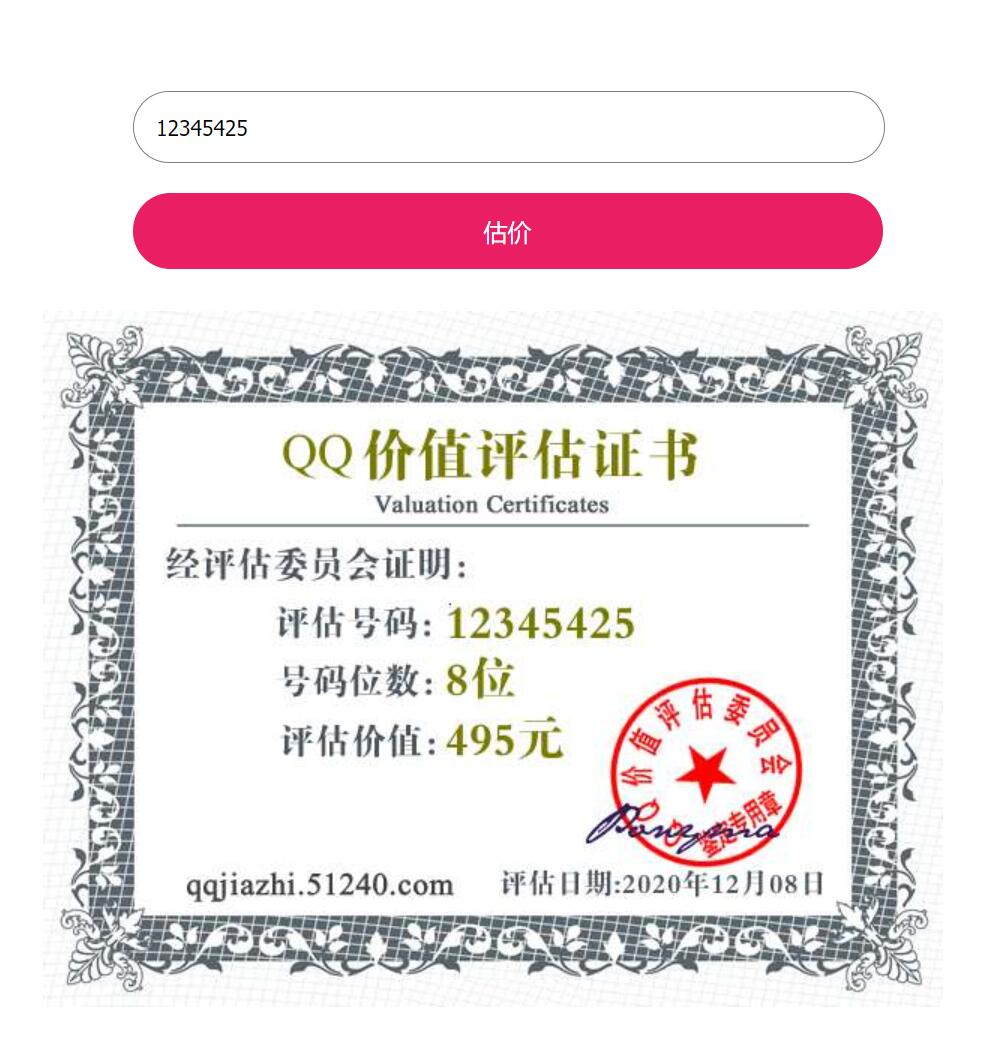 12345425
估价
QQ价值评估证书
Valuation Certificates
经评估委员会证明：
评估号码：12345425
号码位数：8位
评估价值：495元
QQ价值评估委员会
鉴定专用章
qqjiazhi.51240.com
评估日期:2020年12月08日